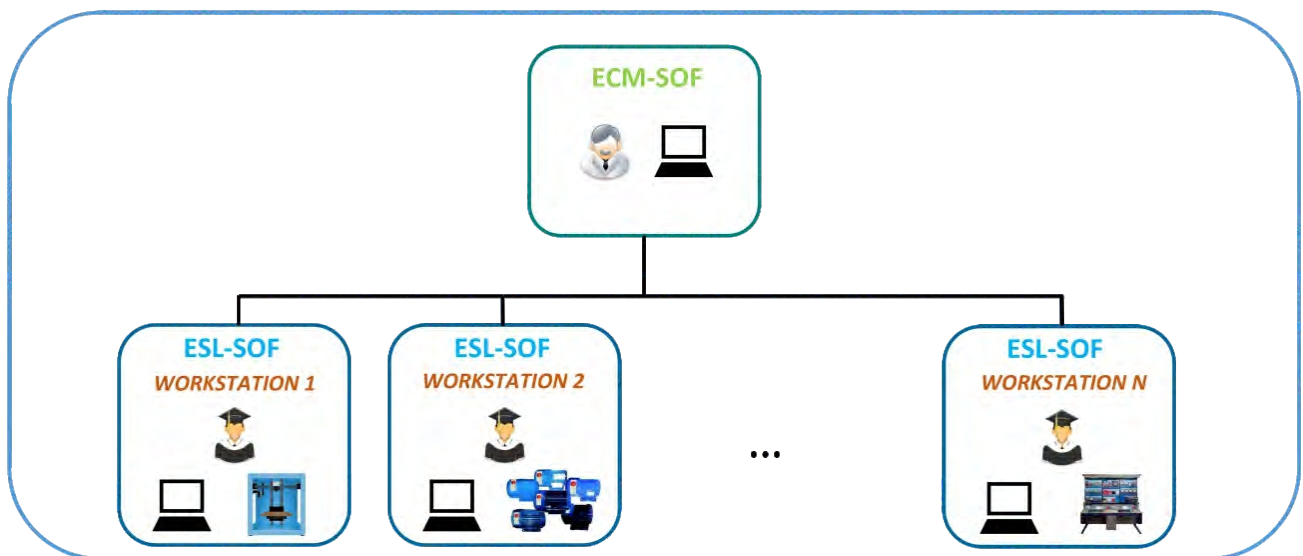 ECM-SOF
ESL-SOF
WORKSTATION 1
ESL-SOF
WORKSTATION 2
...
ESL-SOF
WORKSTATION N